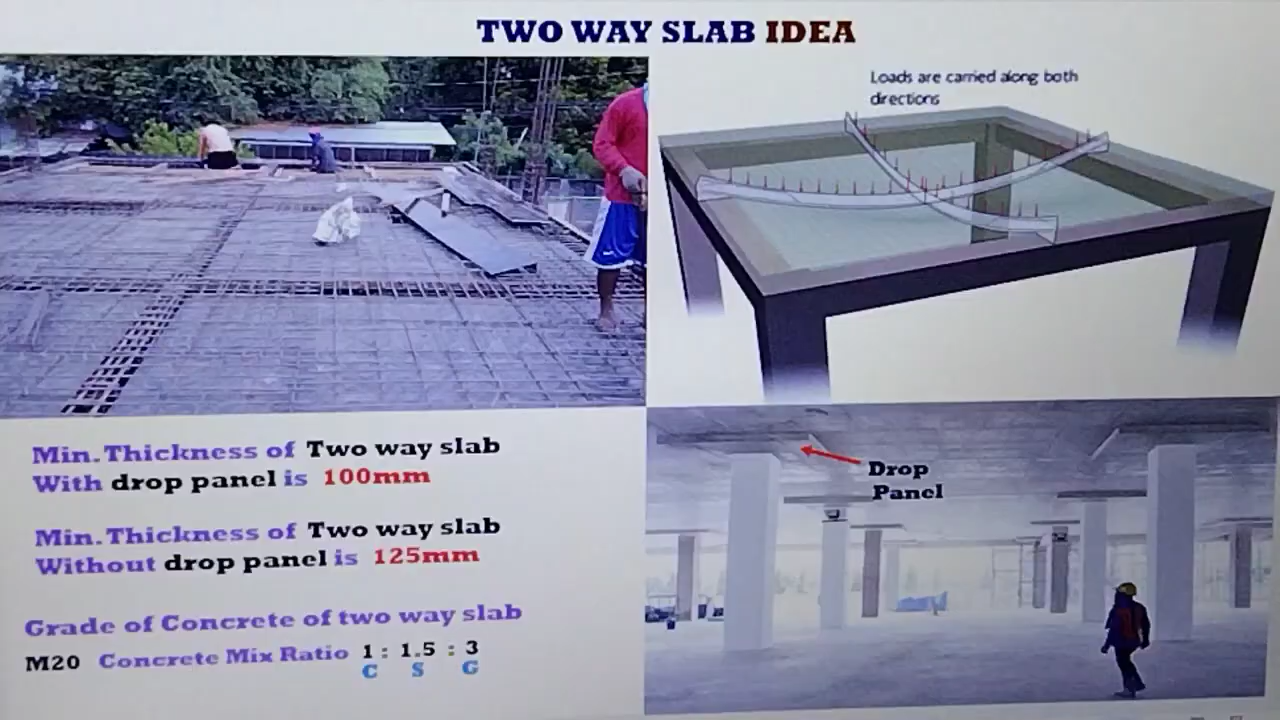 TWO WAY SLAB IDEA
Loads are carried along both
directions
Min. Thickness of Two way slab
With drop panel is 100mm
Min. Thickness of Two way slab
Without drop panel is 125mm
Grade of Concrete of two way slab
M20 Concrete Mix Ratio 1 : 1.5 : 3
C S G
Drop
Panel